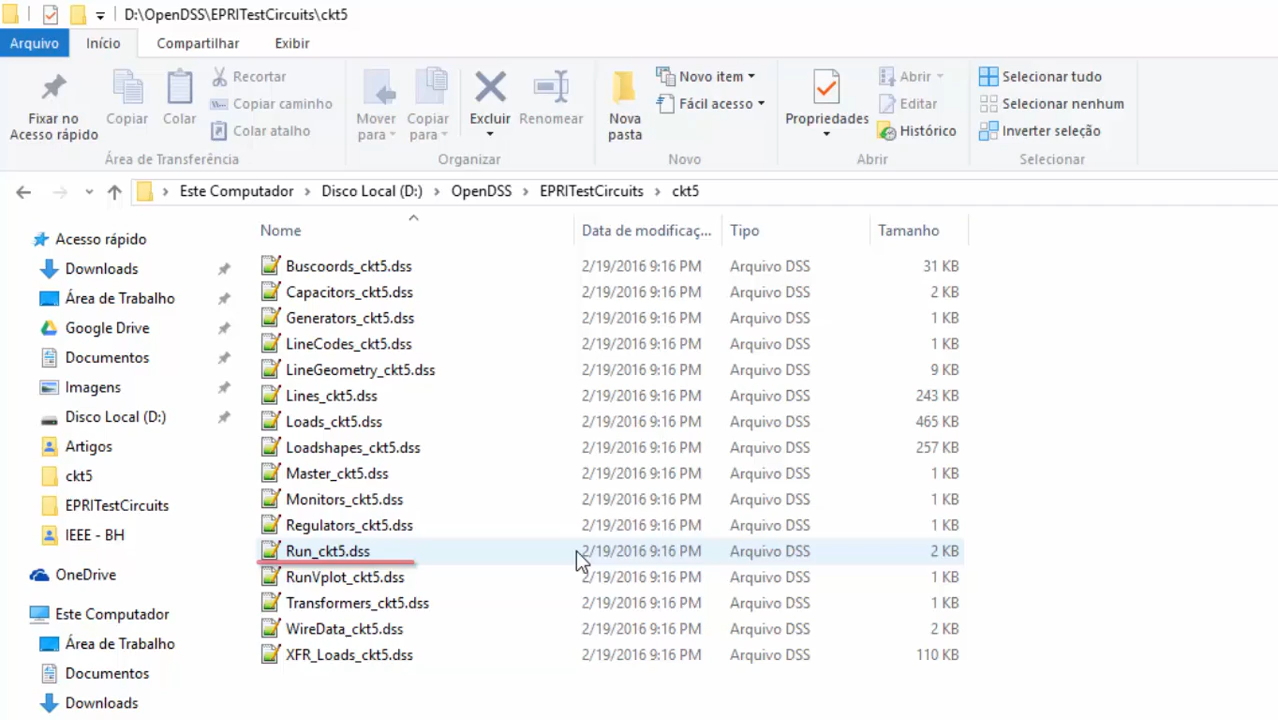 D:\OpenDSS\EPRITestCircuits\ckt5
Arquivo Início Compartilhar Exibir
Fixar no Acesso rápido
Copiar
Colar
Recortar
Copiar caminho
Colar atalho
Área de Transferência
Mover para
Copiar para
Excluir
Renomear
Organizar
Nova pasta
Novo item
Fácil acesso
Novo
Propriedades
Abrir
Editar
Histórico
Abrir
Selecionar tudo
Selecionar nenhum
Inverter seleção
Selecionar
Este Computador Disco Local (D:) OpenDSS EPRITestCircuits ckt5
Acesso rápido
Downloads
Área de Trabalho
Google Drive
Documentos
Imagens
Disco Local (D:)
Artigos
ckt5
EPRITestCircuits
IEEE - BH
OneDrive
Este Computador
Área de Trabalho
Documentos
Downloads
Nome Data de modificaç... Tipo Tamanho
Buscoords_ckt5.dss 2/19/2016 9:16 PM Arquivo DSS 31 KB
Capacitors_ckt5.dss 2/19/2016 9:16 PM Arquivo DSS 2 KB
Generators_ckt5.dss 2/19/2016 9:16 PM Arquivo DSS 1 KB
LineCodes_ckt5.dss 2/19/2016 9:16 PM Arquivo DSS 1 KB
LineGeometry_ckt5.dss 2/19/2016 9:16 PM Arquivo DSS 9 KB
Lines_ckt5.dss 2/19/2016 9:16 PM Arquivo DSS 243 KB
Loads_ckt5.dss 2/19/2016 9:16 PM Arquivo DSS 465 KB
Loadshapes_ckt5.dss 2/19/2016 9:16 PM Arquivo DSS 257 KB
Master_ckt5.dss 2/19/2016 9:16 PM Arquivo DSS 1 KB
Monitors_ckt5.dss 2/19/2016 9:16 PM Arquivo DSS 1 KB
Regulators_ckt5.dss 2/19/2016 9:16 PM Arquivo DSS 1 KB
Run_ckt5.dss 2/19/2016 9:16 PM Arquivo DSS 2 KB
RunVplot_ckt5.dss 2/19/2016 9:16 PM Arquivo DSS 1 KB
Transformers_ckt5.dss 2/19/2016 9:16 PM Arquivo DSS 1 KB
WireData_ckt5.dss 2/19/2016 9:16 PM Arquivo DSS 2 KB
XFR_Loads_ckt5.dss 2/19/2016 9:16 PM Arquivo DSS 110 KB